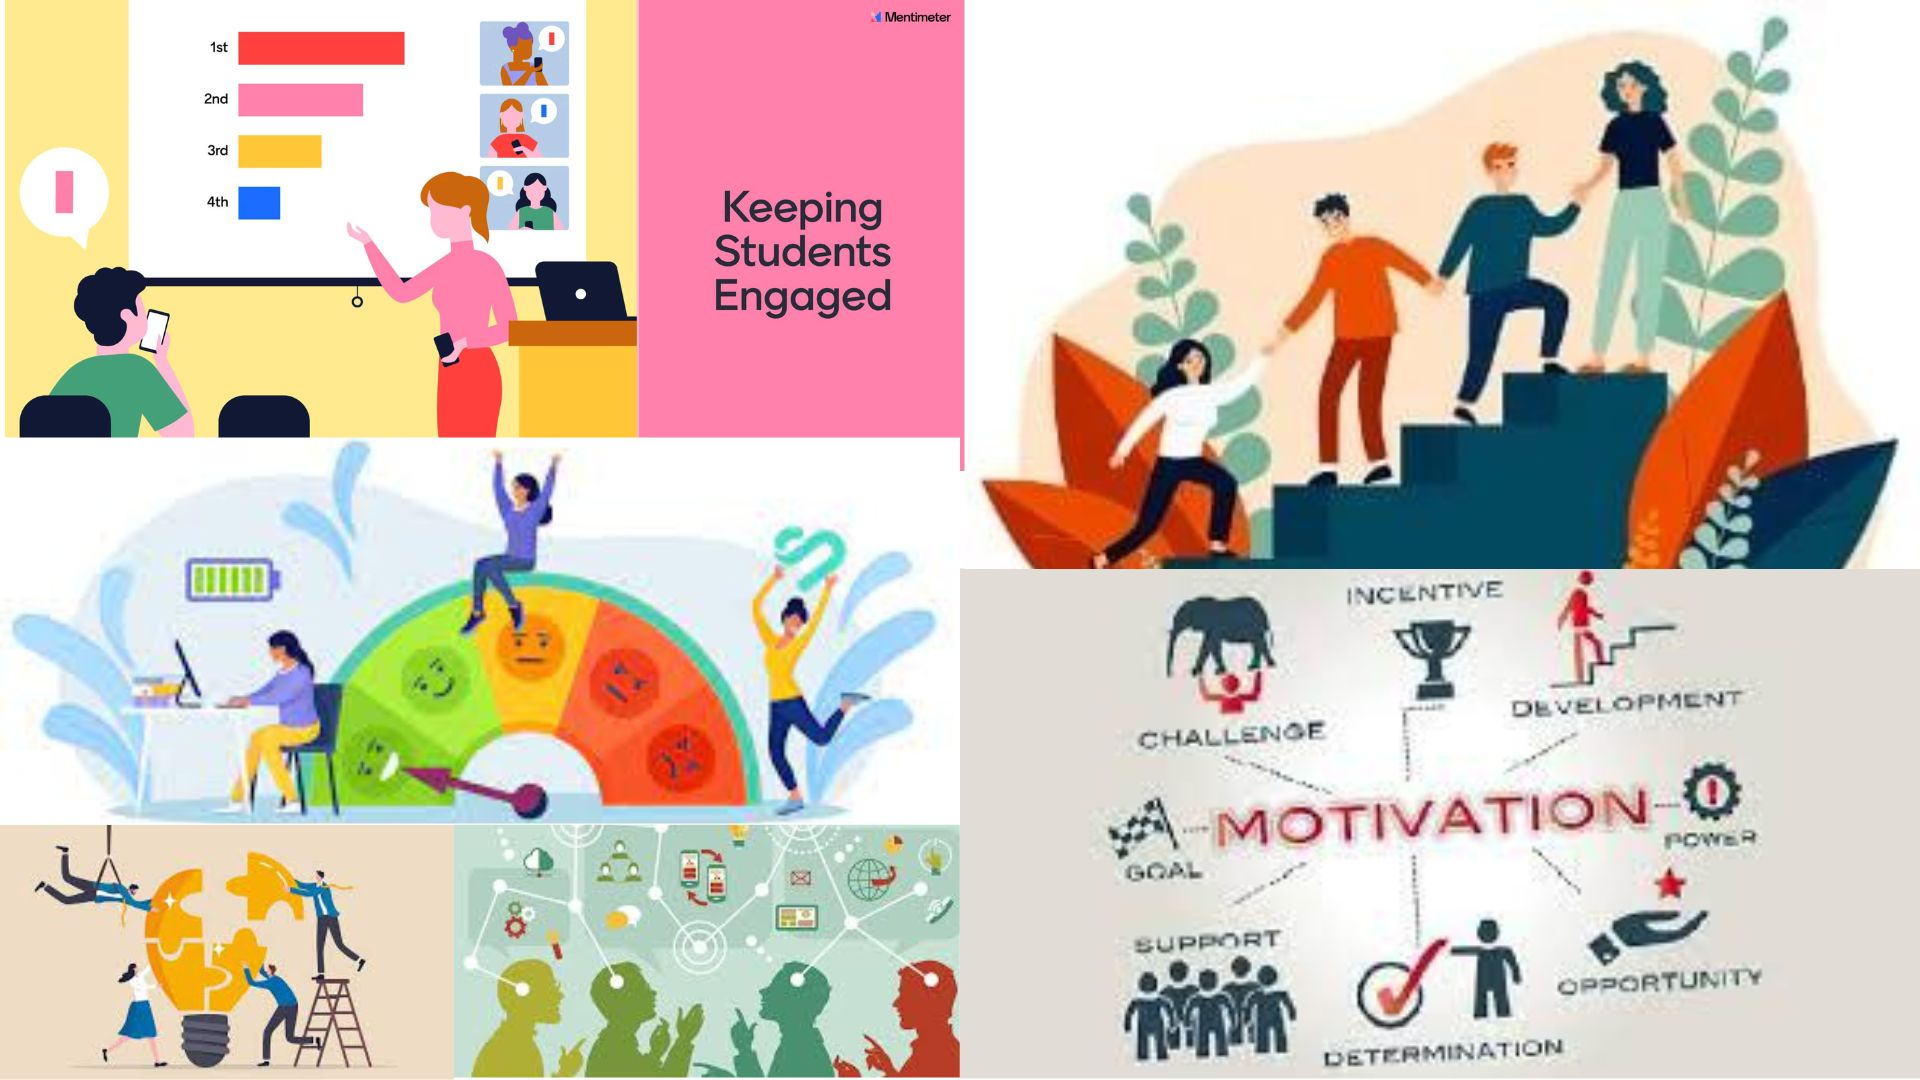 Mentimeter
1st
2nd
3rd
4th
Keeping
Students
Engaged
INCENTIVE
CHALLENGE
DEVELOPMENT
MOTIVATION
POWER
GOAL
SUPPORT
OPPORTUNITY
DETERMINATION